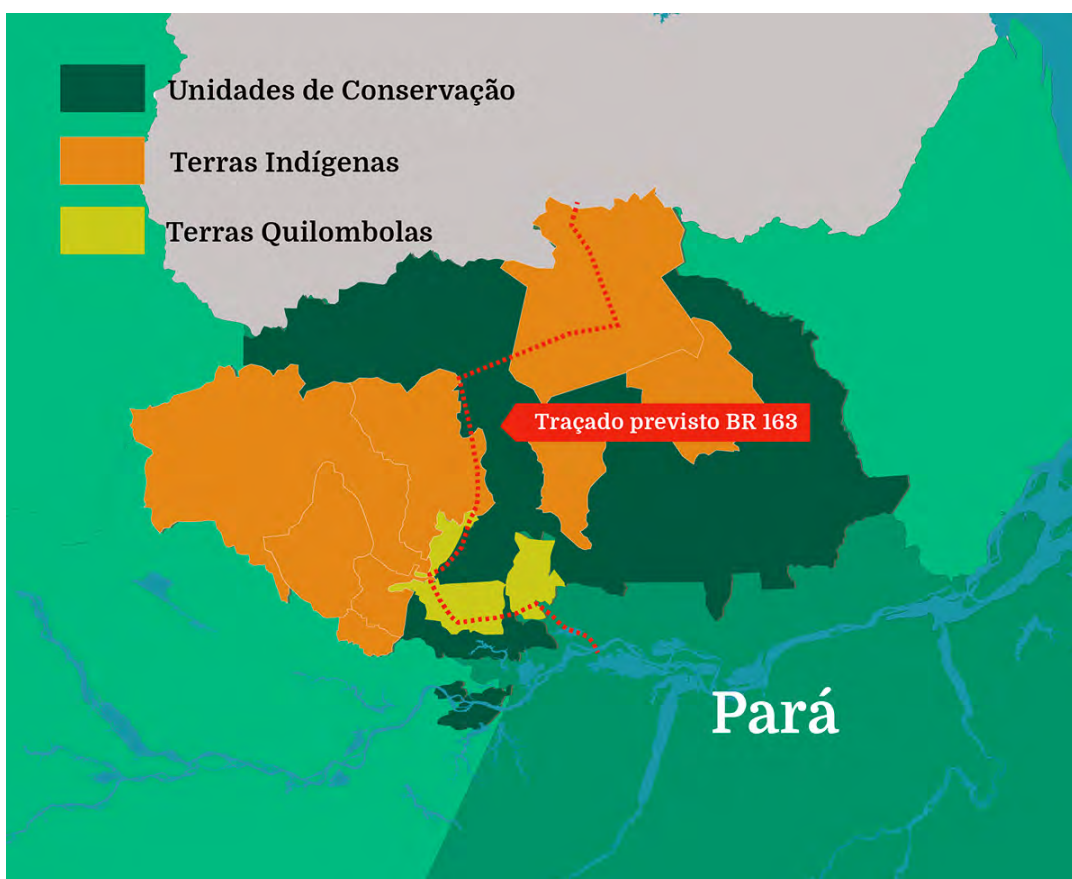 Unidades de Conservação
Terras Indígenas
Terras Quilombolas
Traçado previsto BR 163
Pará